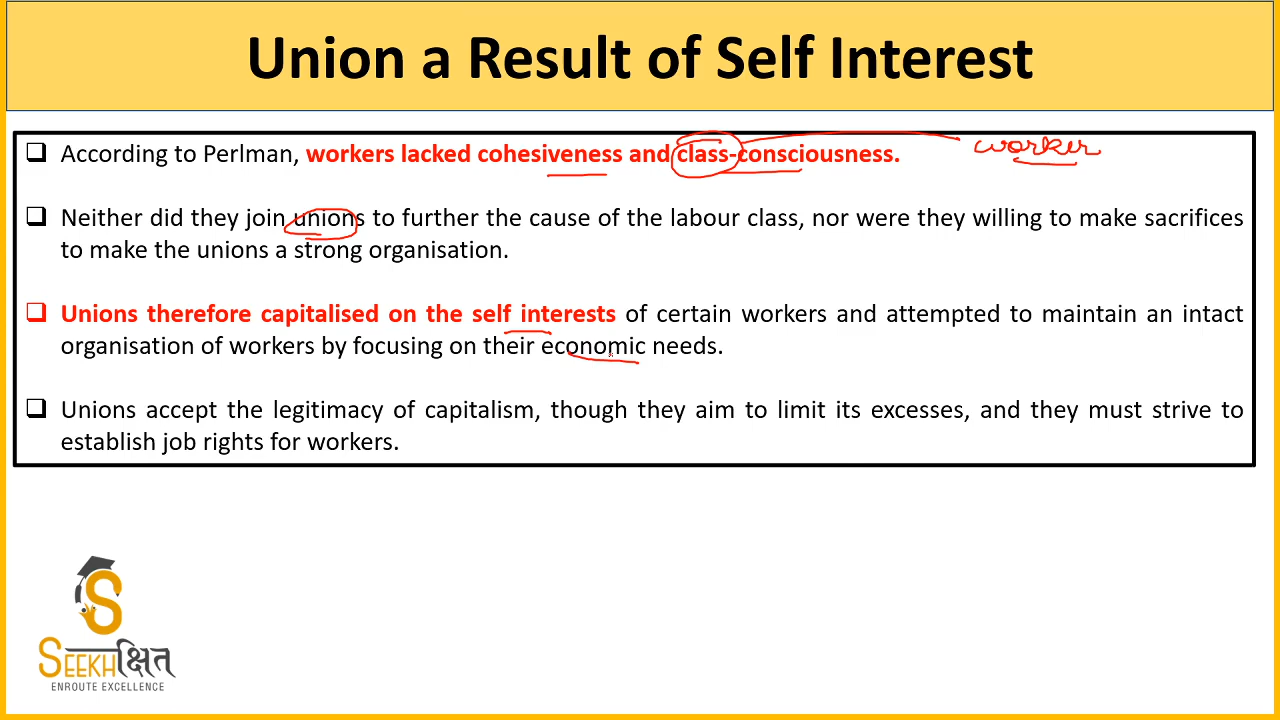 Union a Result of Self Interest
❑ According to Perlman, workers lacked cohesiveness and class-consciousness. worker
❑ Neither did they join unions to further the cause of the labour class, nor were they willing to make sacrifices
to make the unions a strong organisation.
❑ Unions therefore capitalised on the self interests of certain workers and attempted to maintain an intact
organisation of workers by focusing on their economic needs.
❑ Unions accept the legitimacy of capitalism, though they aim to limit its excesses, and they must strive to
establish job rights for workers.
S
SEEKHक्षित
ENROUTE EXCELLENCE